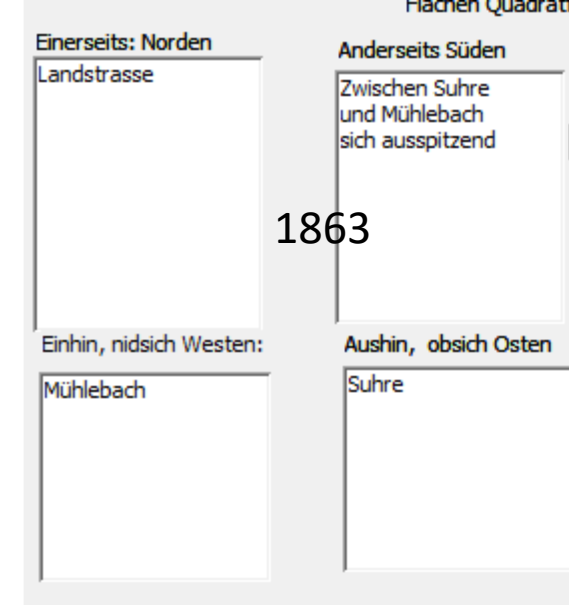 Flächen Quadratf
Einerseits: Norden
Anderseits Süden
Landstrasse
Zwischen Suhre
und Mühlebach
sich ausspitzend
1863
Einhin, nidsich Westen:
Aushin, obsich Osten
Mühlebach
Suhre